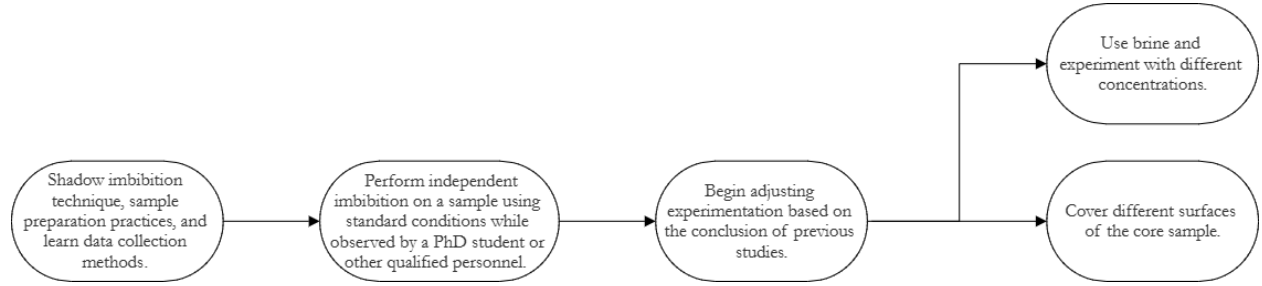 Shadow imbibition
technique, sample
preparation practices, and
learn data collection
methods.
Perform independent
imbibition on a sample using
standard conditions while
observed by a PhD student or
other qualified personnel.
Begin adjusting
experimentation based on
the conclusion of previous
studies.
Use brine and
experiment with different
concentrations.
Cover different surfaces
of the core sample.